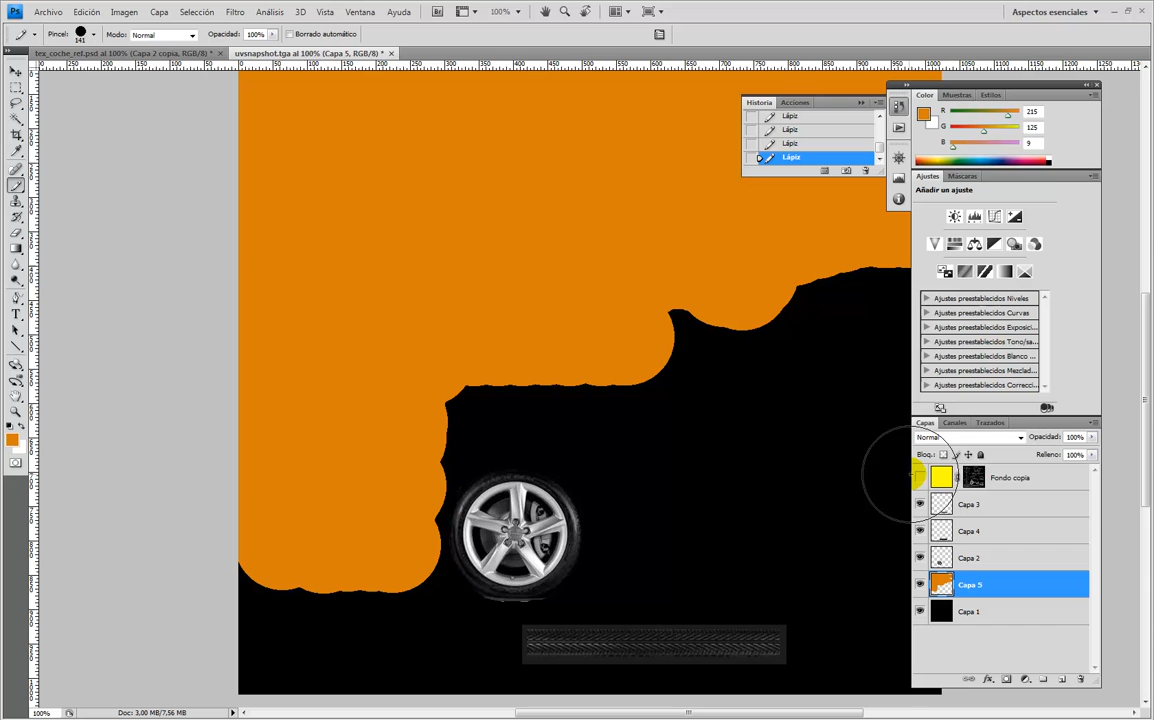 Archivo Edición Imagen Capa Selección Filtro Análisis 3D Vista Ventana Ayuda 100% Aspectos esenciales
Pincel: 141 Modo: Normal Opacidad: 100% Borrado automático
tex_coche_ref.psd al 100% (Capa 2 copia, RGB/8) * uvsnapshot.tga al 100% (Capa 5, RGB/8) *
Historia Acciones
Lápiz
Lápiz
Lápiz
Lápiz
Color Muestras Estilos
R 215
G 125
B 9
Ajustes Máscaras
Añadir un ajuste
Ajustes preestablecidos Niveles
Ajustes preestablecidos Curvas
Ajustes preestablecidos Exposici...
Ajustes preestablecidos Tono/sa...
Ajustes preestablecidos Blanco ...
Ajustes preestablecidos Mezclad...
Ajustes preestablecidos Correcci...
Capas Canales Trazados
Normal Opacidad: 100%
Bloq.: Relleno: 100%
Fondo copia
Capa 3
Capa 4
Capa 2
Capa 5
Capa 1
100% Doc: 3,00 MB/7,56 MB